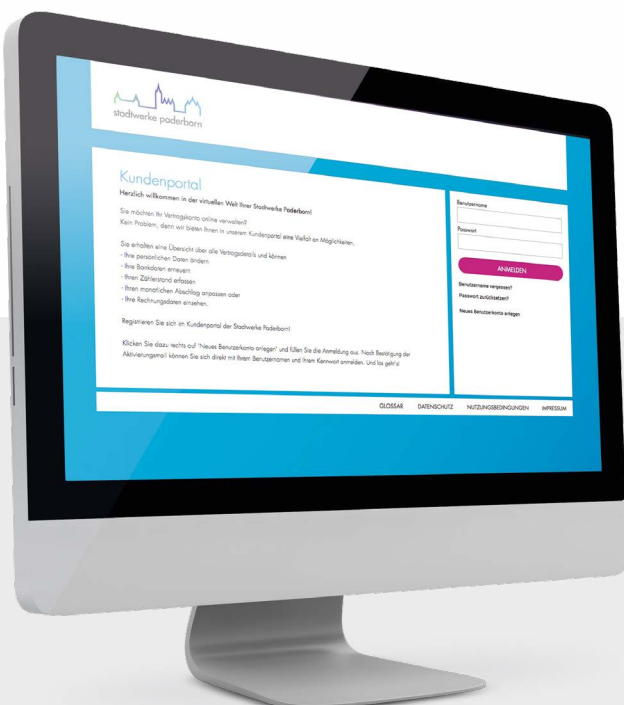 stadtwerke paderborn
Kundenportal
Herzlich willkommen in der virtuellen Welt Ihrer Stadtwerke Paderborn!
Sie möchten Ihr Vertragskonto online verwalten?
Kein Problem, denn wir bieten Ihnen in unserem Kundenportal eine Vielfalt an Möglichkeiten.
Sie erhalten eine Übersicht über alle Vertragsdetails und können
- Ihre persönlichen Daten ändern
- Ihre Bankdaten erneuern
- Ihren Zählerstand erfassen
- Ihren monatlichen Abschlag anpassen oder
- Ihre Rechnungsdaten einsehen.
Registrieren Sie sich im Kundenportal der Stadtwerke Paderborn!
Klicken Sie dazu rechts auf "Neues Benutzerkonto anlegen" und füllen Sie die Anmeldung aus. Nach Bestätigung der
Aktivierungsmail können Sie sich direkt mit Ihrem Benutzernamen und Ihrem Kennwort anmelden. Und los geht's!
Benutzername
Passwort
ANMELDEN
Benutzername vergessen?
Passwort zurücksetzen?
Neues Benutzerkonto anlegen
GLOSSAR DATENSCHUTZ NUTZUNGSBEDINGUNGEN IMPRESSUM